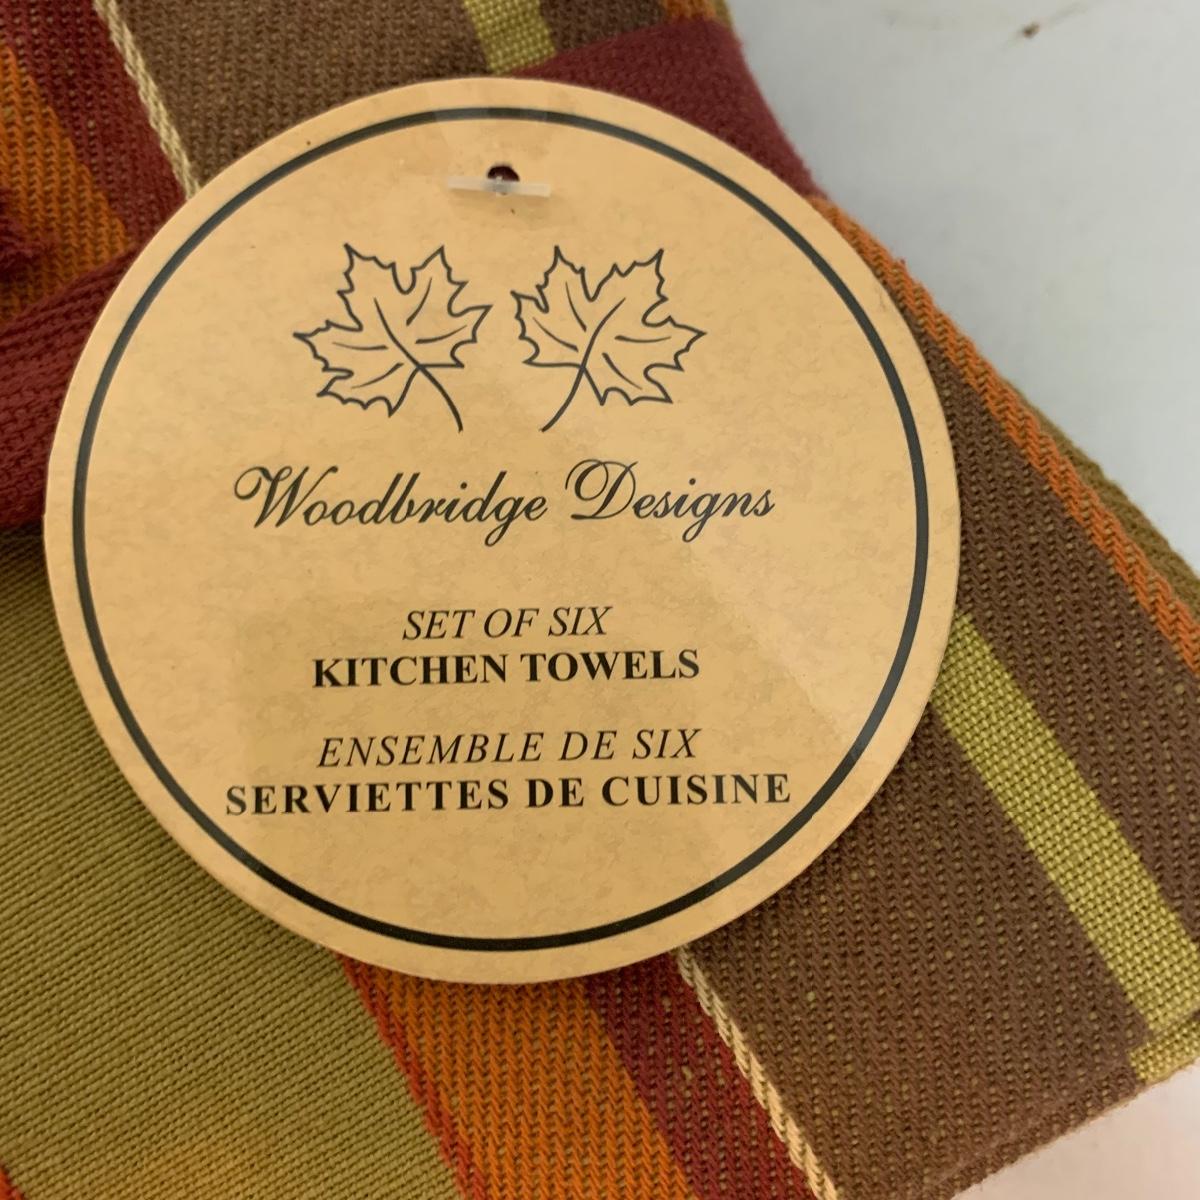 Woodbridge Designs
SET OF SIX
KITCHEN TOWELS
ENSEMBLE DE SIX
SERVIETTES DE CUISINE